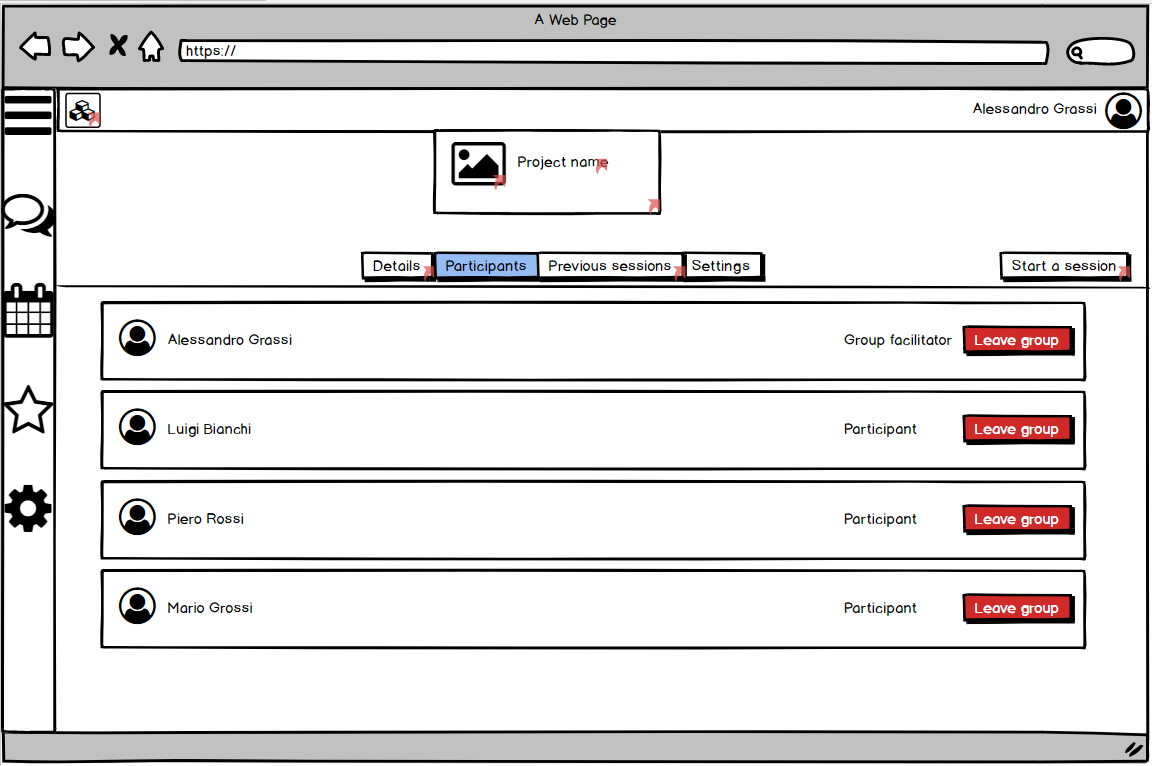 A Web Page
https://
Alessandro Grassi
Project name
Details
Participants
Previous sessions
Settings
Start a session
Alessandro Grassi
Group facilitator
Leave group
Luigi Bianchi
Participant
Leave group
Piero Rossi
Participant
Leave group
Mario Grossi
Participant
Leave group